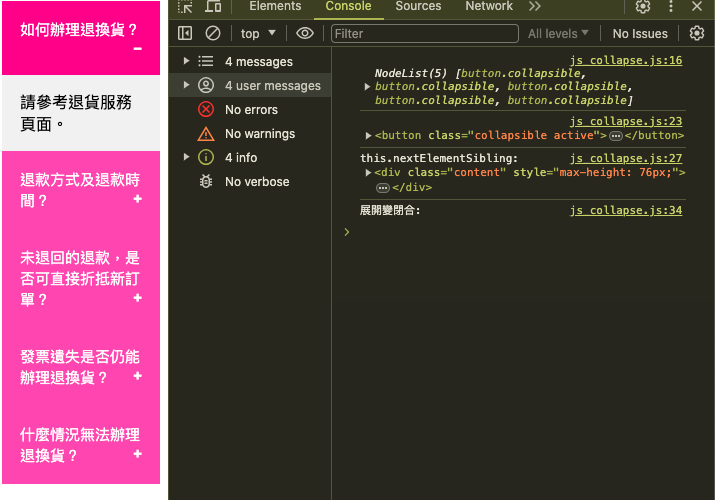 如何辦理退換貨？
請參考退貨服務
頁面。
退款方式及退款時
間？
未退回的退款，是
否可直接折抵新訂
單？
發票遺失是否仍能
辦理退換貨？
什麼情況無法辦理
退換貨？
Elements Console Sources Network
top Filter All levels No Issues
4 messages
4 user messages
No errors
No warnings
4 info
No verbose
js_collapse.js:16
NodeList(5) [button.collapsible,
button.collapsible, button.collapsible,
button.collapsible, button.collapsible]
js_collapse.js:23
<button class="collapsible active">…</button>
this.nextElementSibling: js_collapse.js:27
<div class="content" style="max-height: 76px;">
…</div>
展開變閉合: js_collapse.js:34